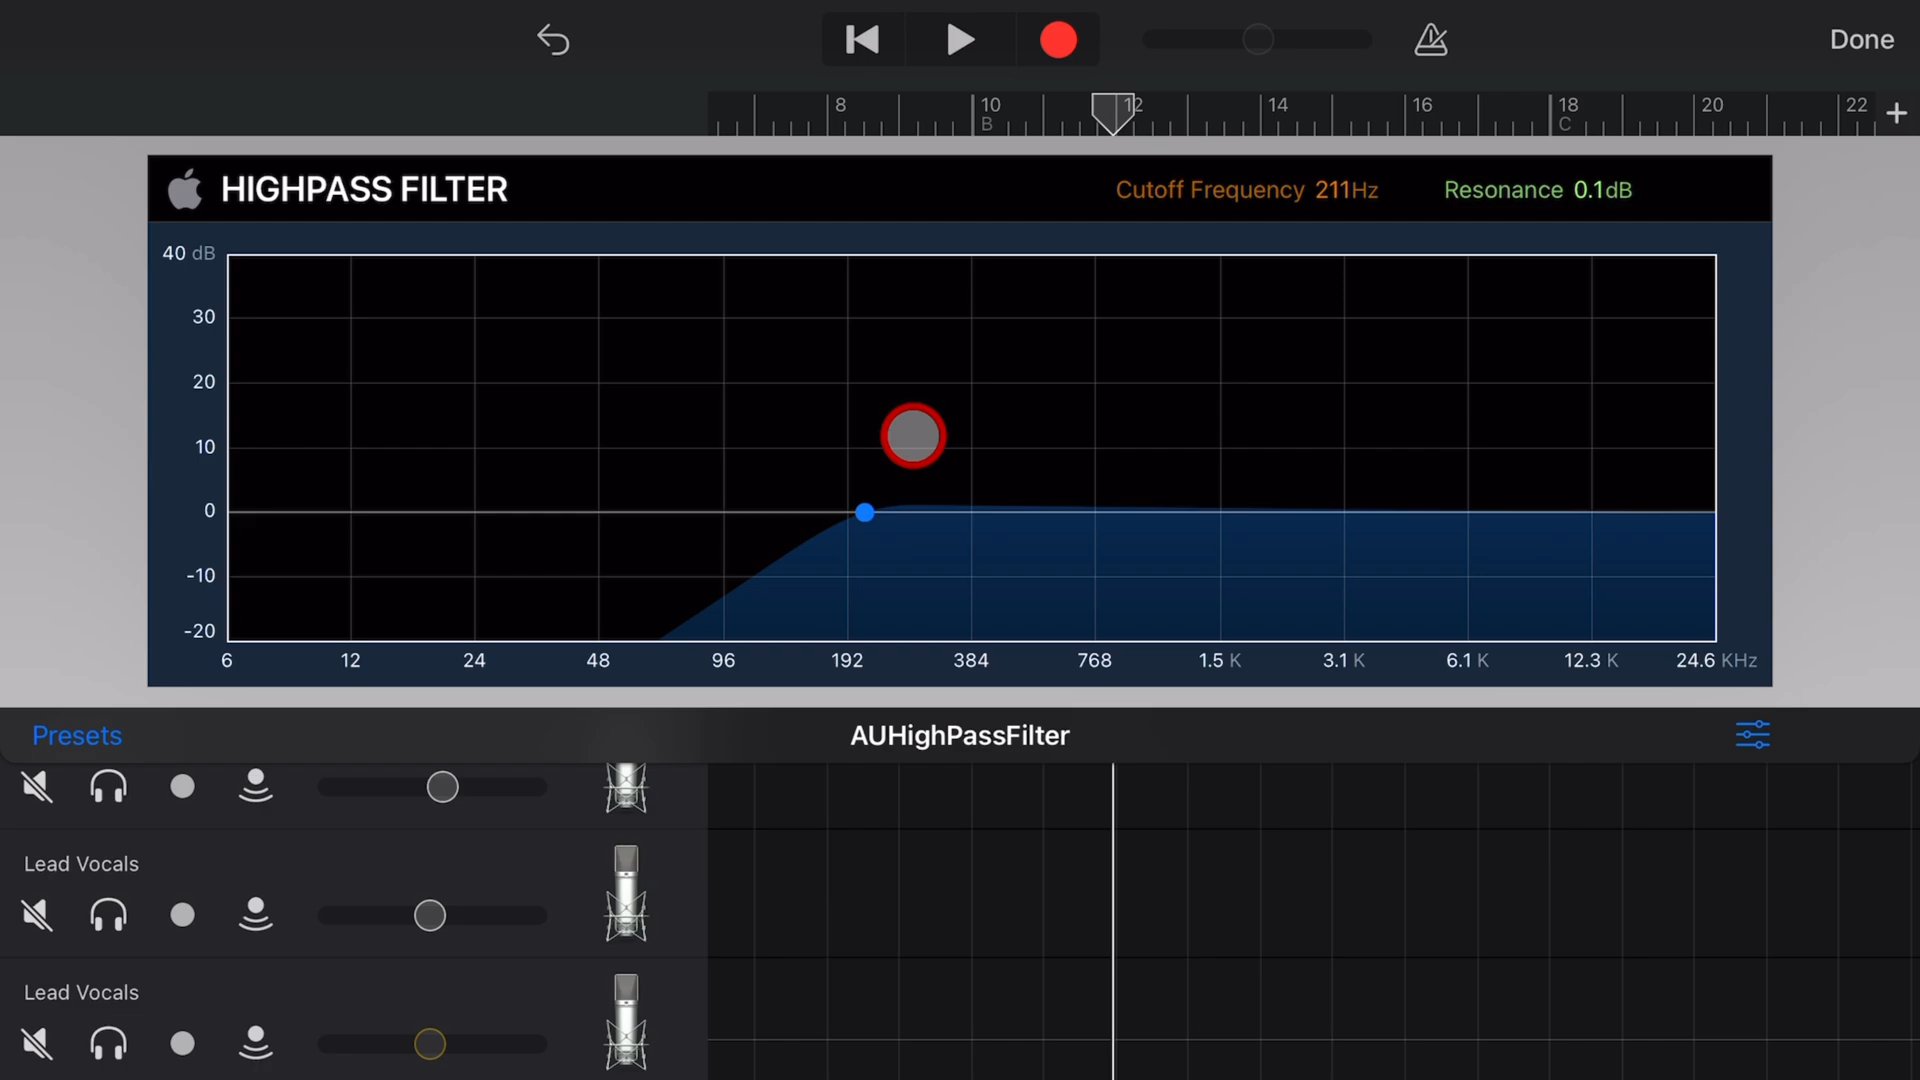 Done
8 10 12 14 16 18 20 22 +
B C
HIGHPASS FILTER Cutoff Frequency 211Hz Resonance 0.1dB
40 dB
30
20
10
0
-10
-20
6 12 24 48 96 192 384 768 1.5 K 3.1 K 6.1 K 12.3 K 24.6 KHz
Presets AUHighPassFilter
Lead Vocals
Lead Vocals